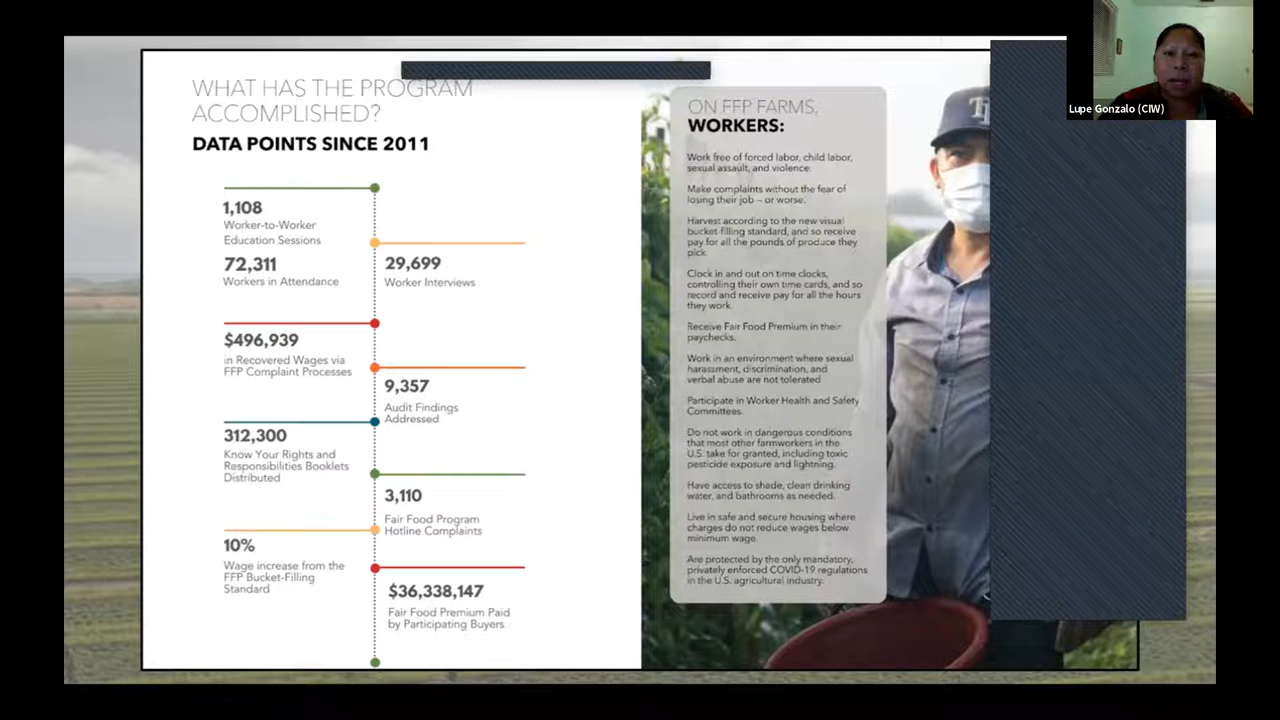 WHAT HAS THE PROGRAM
ACCOMPLISHED?
DATA POINTS SINCE 2011
1,108
Worker-to-Worker
Education Sessions
72,311
Workers in Attendance
29,699
Worker Interviews
$496,939
in Recovered Wages via
FFP Complaint Processes
9,357
Audit Findings
Addressed
312,300
Know Your Rights and
Responsibilities Booklets
Distributed
3,110
Fair Food Program
Hotline Complaints
10%
Wage increase from the
FFP Bucket-Filling
Standard
$36,338,147
Fair Food Premium Paid
by Participating Buyers
ON FFP FARMS,
WORKERS:
Work free of forced labor, child labor,
sexual assault, and violence.
Make complaints without the fear of
losing their job – or worse.
Harvest according to the new visual
bucket-filling standard, and so receive
pay for all the pounds of produce they
pick.
Clock in and out on time clocks,
controlling their own time cards, and so
record and receive pay for all the hours
they work.
Receive Fair Food Premium in their
paychecks.
Work in an environment where sexual
harassment, discrimination, and
verbal abuse are not tolerated
Participate in Worker Health and Safety
Committees.
Do not work in dangerous conditions
that most other farmworkers in the
U.S. take for granted, including toxic
pesticide exposure and lightning.
Have access to shade, clean drinking
water, and bathrooms as needed.
Live in safe and secure housing where
charges do not reduce wages below
minimum wage.
Are protected by the only mandatory,
privately enforced COVID-19 regulations
in the U.S. agricultural industry.
Lupe Gonzalo (CIW)